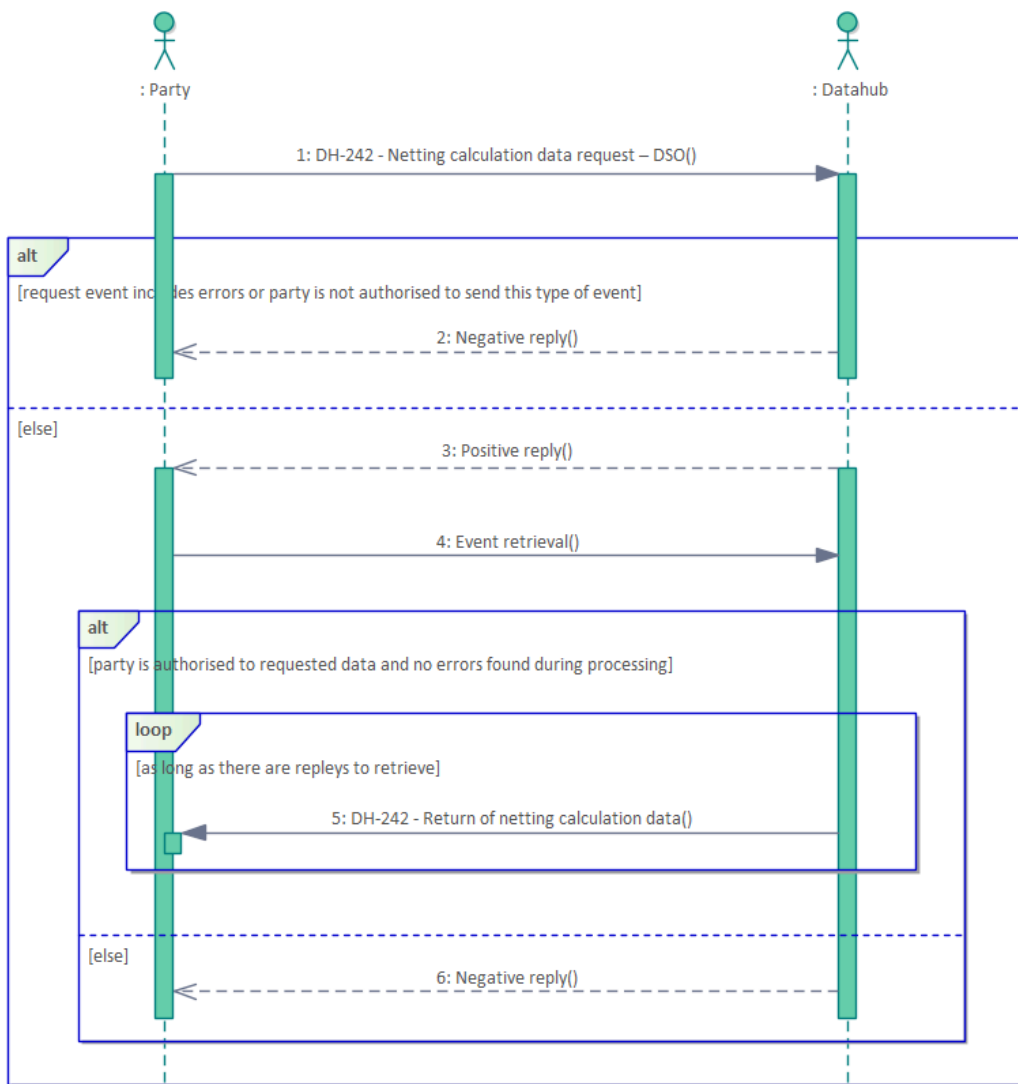 : Party
: Datahub
1: DH-242 - Netting calculation data request – DSO()
alt
[request event includes errors or party is not authorised to send this type of event]
2: Negative reply()
[else]
3: Positive reply()
4: Event retrieval()
alt
[party is authorised to requested data and no errors found during processing]
loop
[as long as there are repleys to retrieve]
5: DH-242 - Return of netting calculation data()
[else]
6: Negative reply()